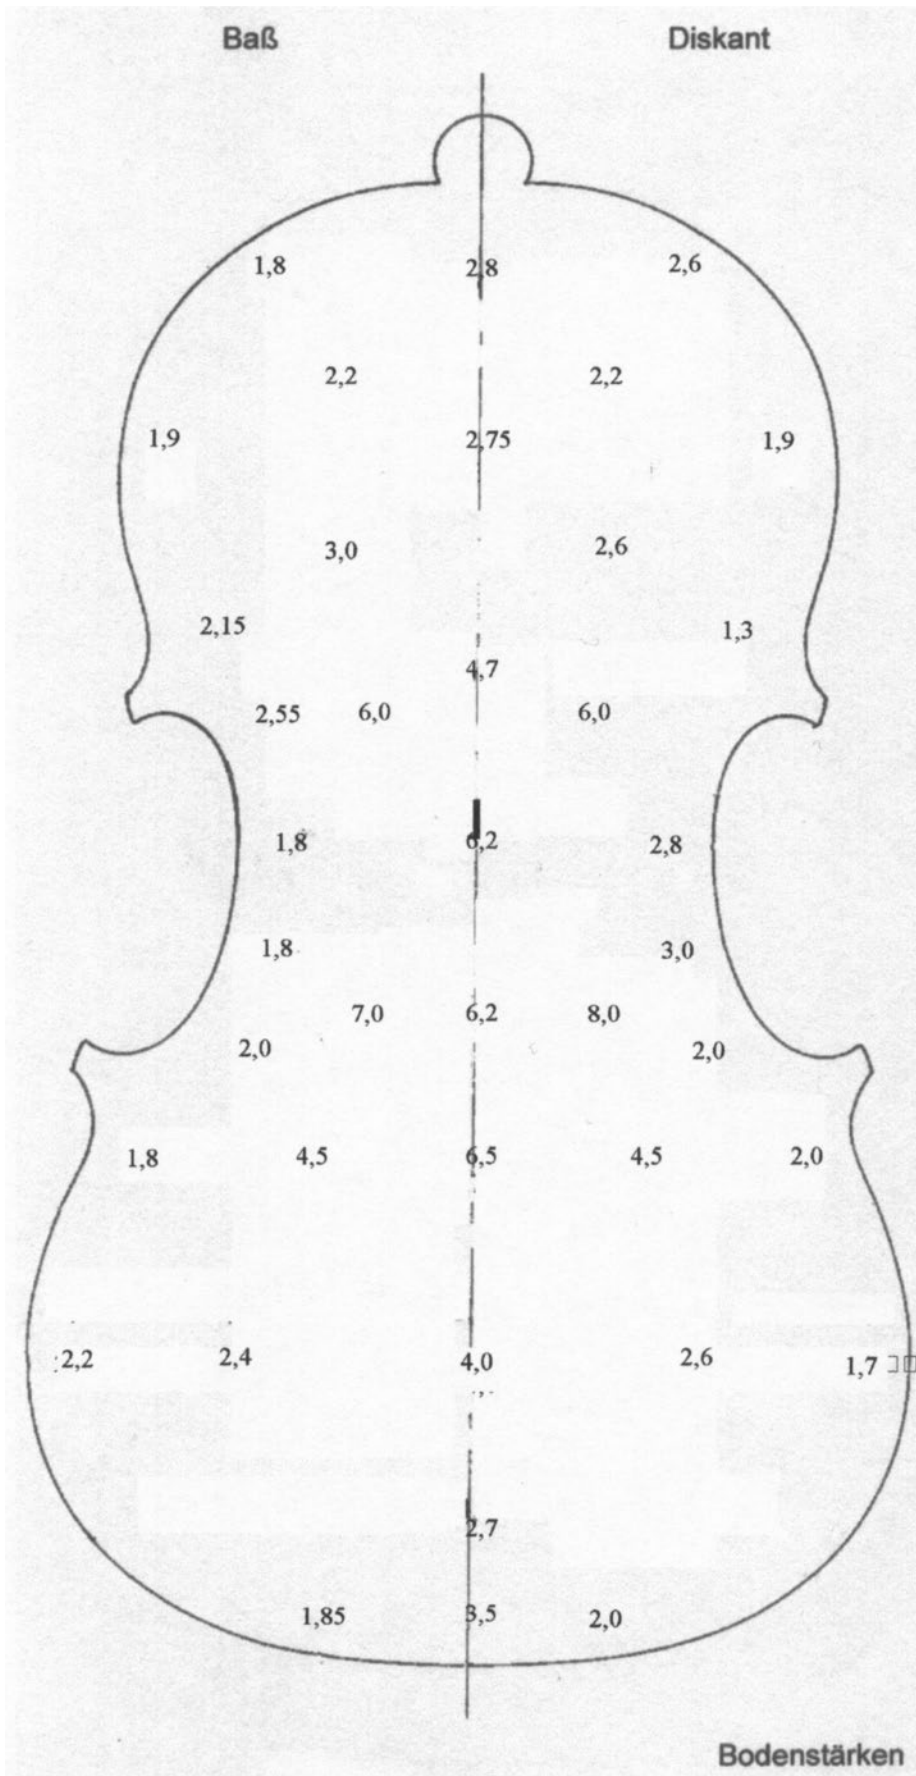 Baß Diskant
1,8 2,8 2,6
2,2 2,2
1,9 2,75 1,9
3,0 2,6
2,15 1,3
4,7
2,55 6,0 6,0
1,8 6,2 2,8
1,8 3,0
7,0 6,2 8,0
2,0 2,0
1,8 4,5 6,5 4,5 2,0
2,2 2,4 4,0 2,6 1,7
2,7
1,85 3,5 2,0
Bodenstärken